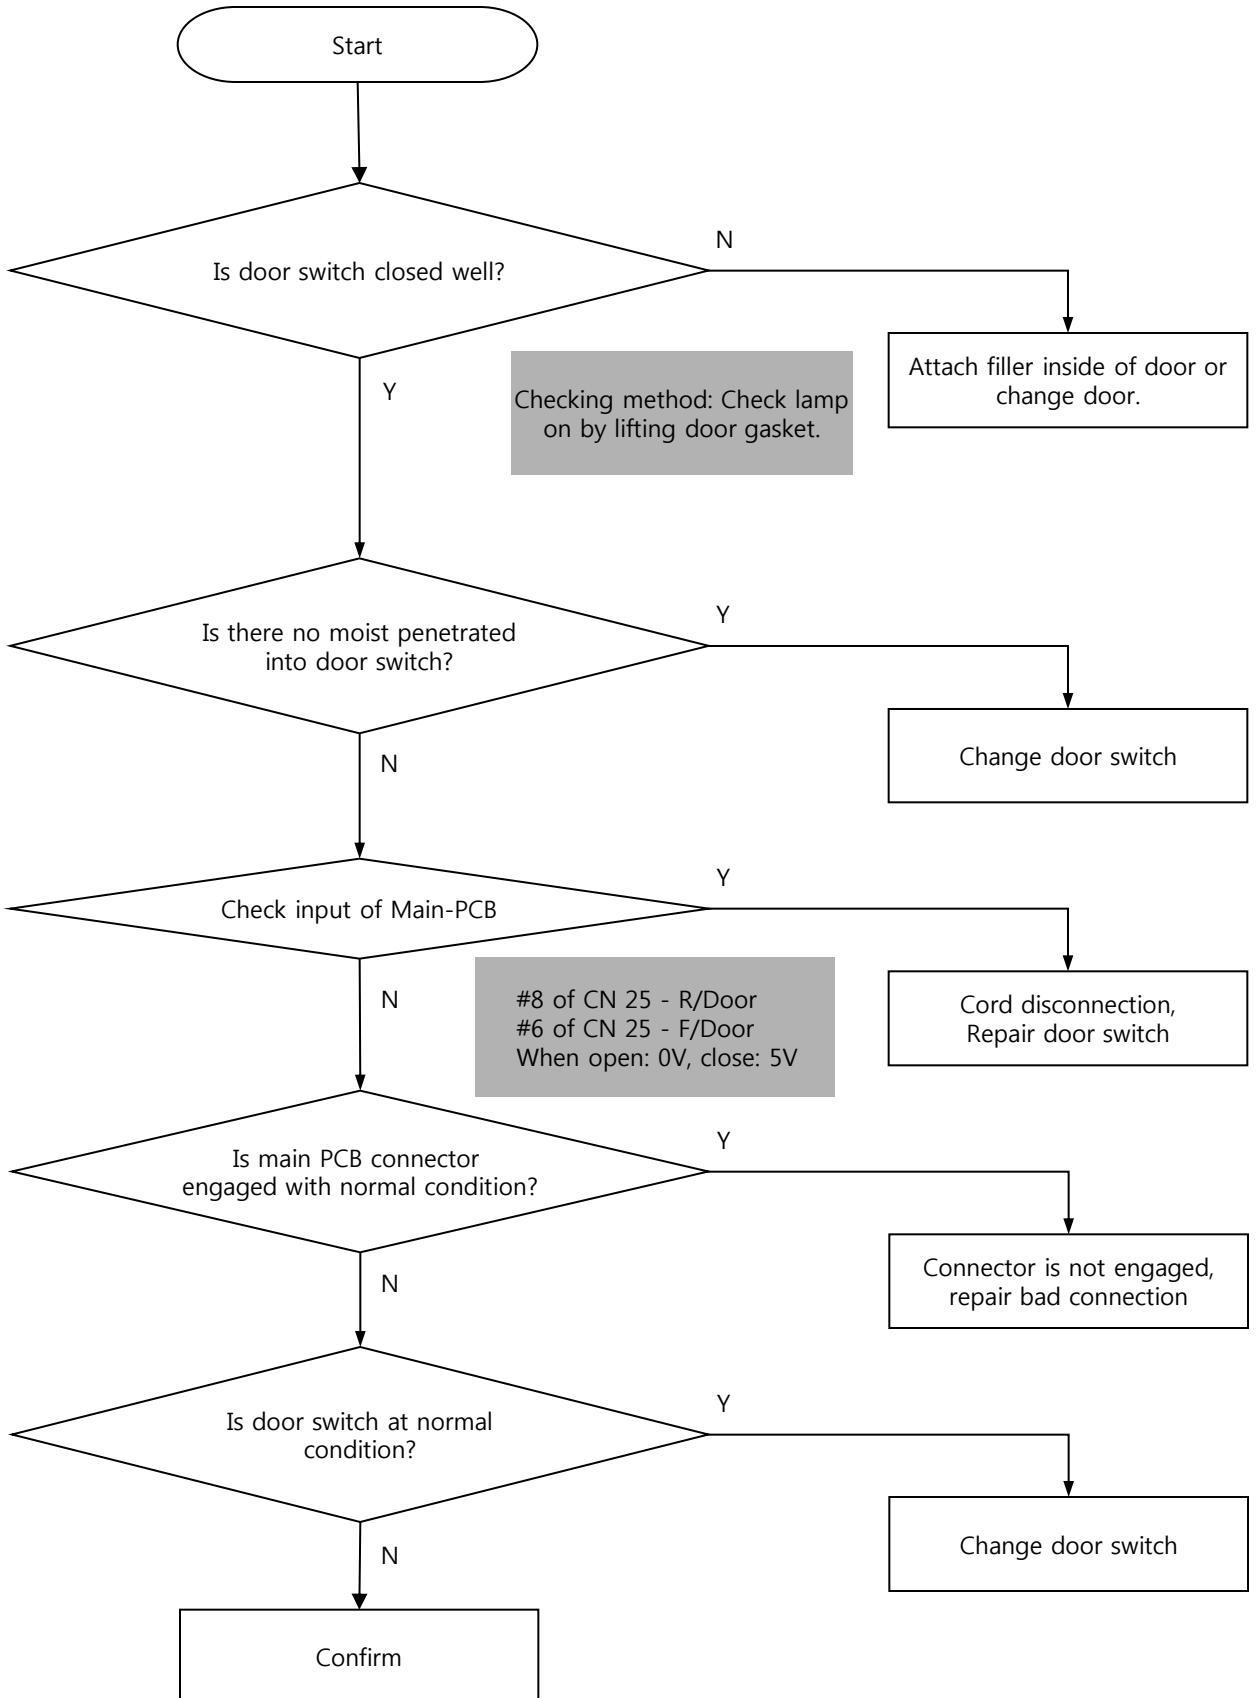 Start
Is door switch closed well?
N
Attach filler inside of door or
change door.
Y
Checking method: Check lamp
on by lifting door gasket.
Is there no moist penetrated
into door switch?
Y
Change door switch
N
Check input of Main-PCB
Y
Cord disconnection,
Repair door switch
N
#8 of CN 25 - R/Door
#6 of CN 25 - F/Door
When open: 0V, close: 5V
Is main PCB connector
engaged with normal condition?
Y
Connector is not engaged,
repair bad connection
N
Is door switch at normal
condition?
Y
Change door switch
N
Confirm